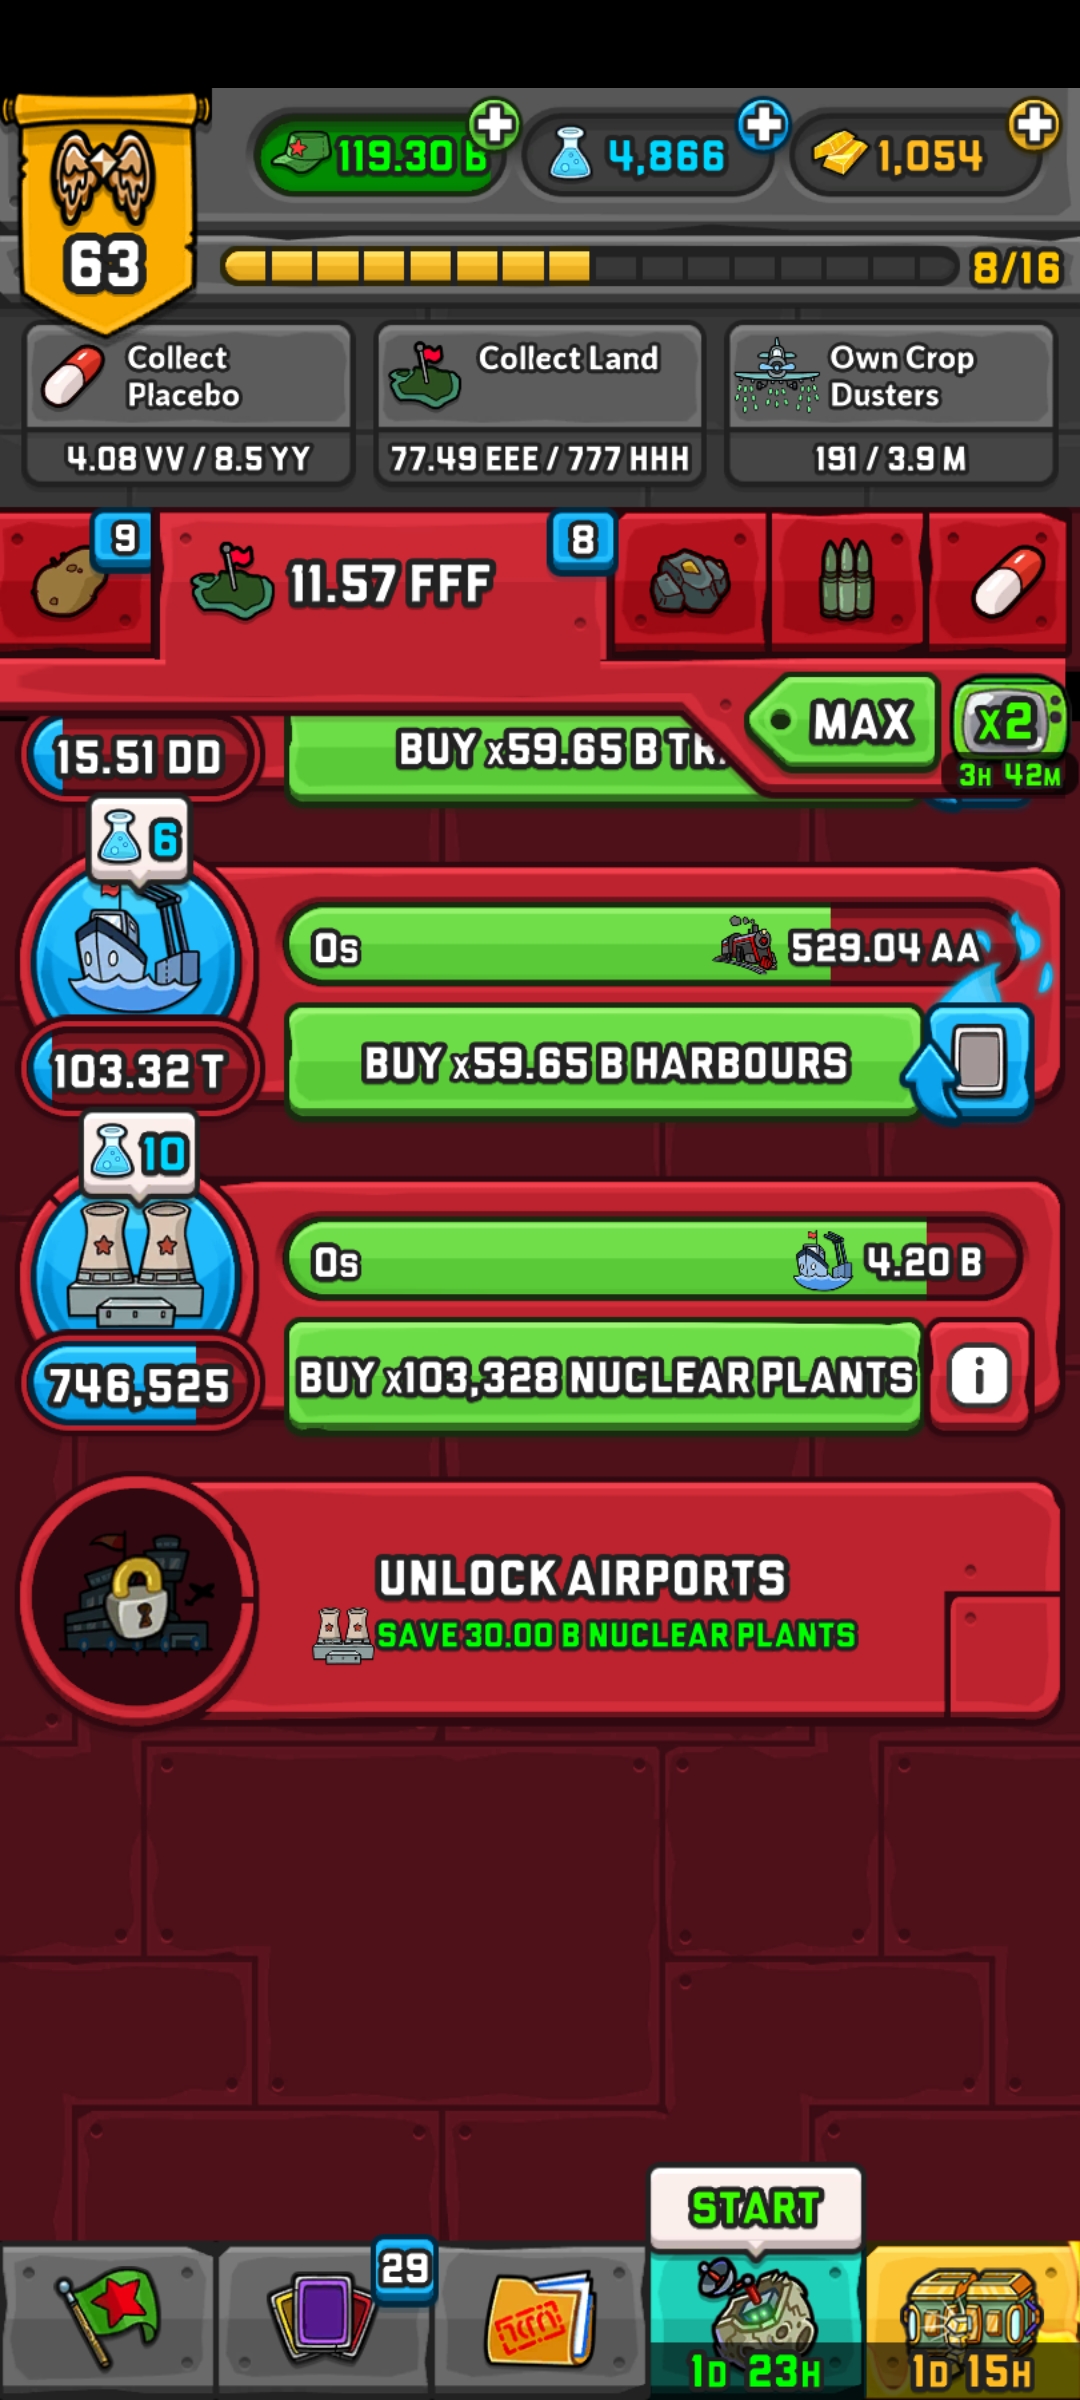 119.30 B
4,866
1,054
63
8/16
Collect
Placebo
4.08 VV / 8.5 YY
Collect Land
77.49 EEE / 777 HHH
Own Crop
Dusters
191 / 3.9 M
9
11.57 FFF
8
MAX
x2
3H 42M
15.51 DD
BUY x59.65 B
6
0s
529.04 AA
103.32 T
BUY x59.65 B HARBOURS
10
0s
4.20 B
746,525
BUY x103,328 NUCLEAR PLANTS
i
UNLOCK AIRPORTS
SAVE 30.00 B NUCLEAR PLANTS
START
29
1D 23H
1D 15H